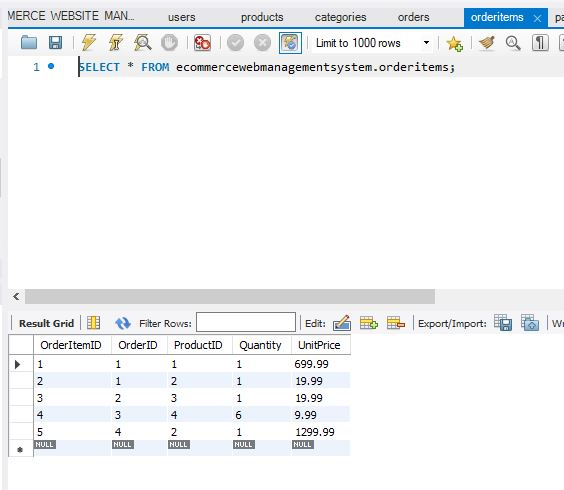 MERCE WEBSITE MAN... users products categories orders orderitems
Limit to 1000 rows
1 SELECT * FROM ecommercewebmanagementsystem.orderitems;
Result Grid Filter Rows: Edit: Export/Import:
OrderItemID OrderID ProductID Quantity UnitPrice
1 1 1 1 699.99
2 1 2 1 19.99
3 2 3 1 19.99
4 3 4 6 9.99
5 4 2 1 1299.99
NULL NULL NULL NULL NULL